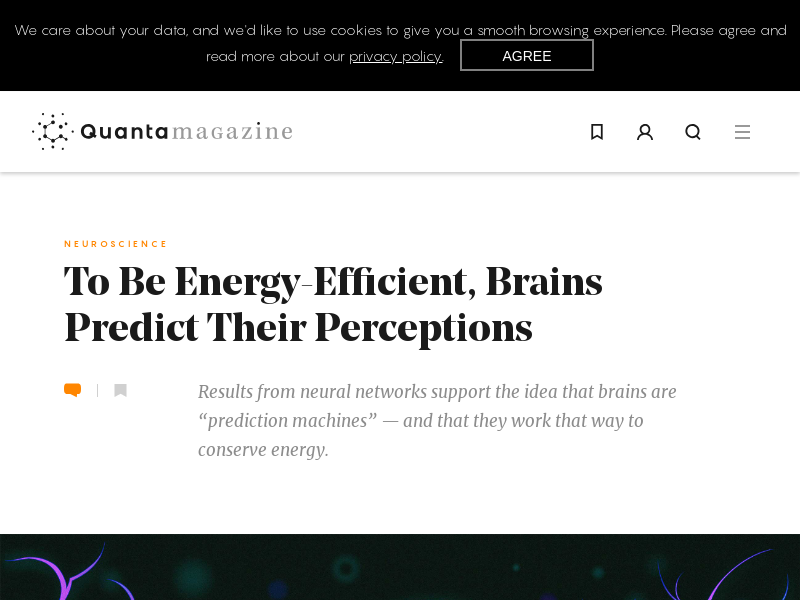 We care about your data, and we'd like to use cookies to give you a smooth browsing experience. Please agree and
read more about our privacy policy. AGREE
Quantamagazine
NEUROSCIENCE
To Be Energy-Efficient, Brains
Predict Their Perceptions
Results from neural networks support the idea that brains are
“prediction machines” — and that they work that way to
conserve energy.